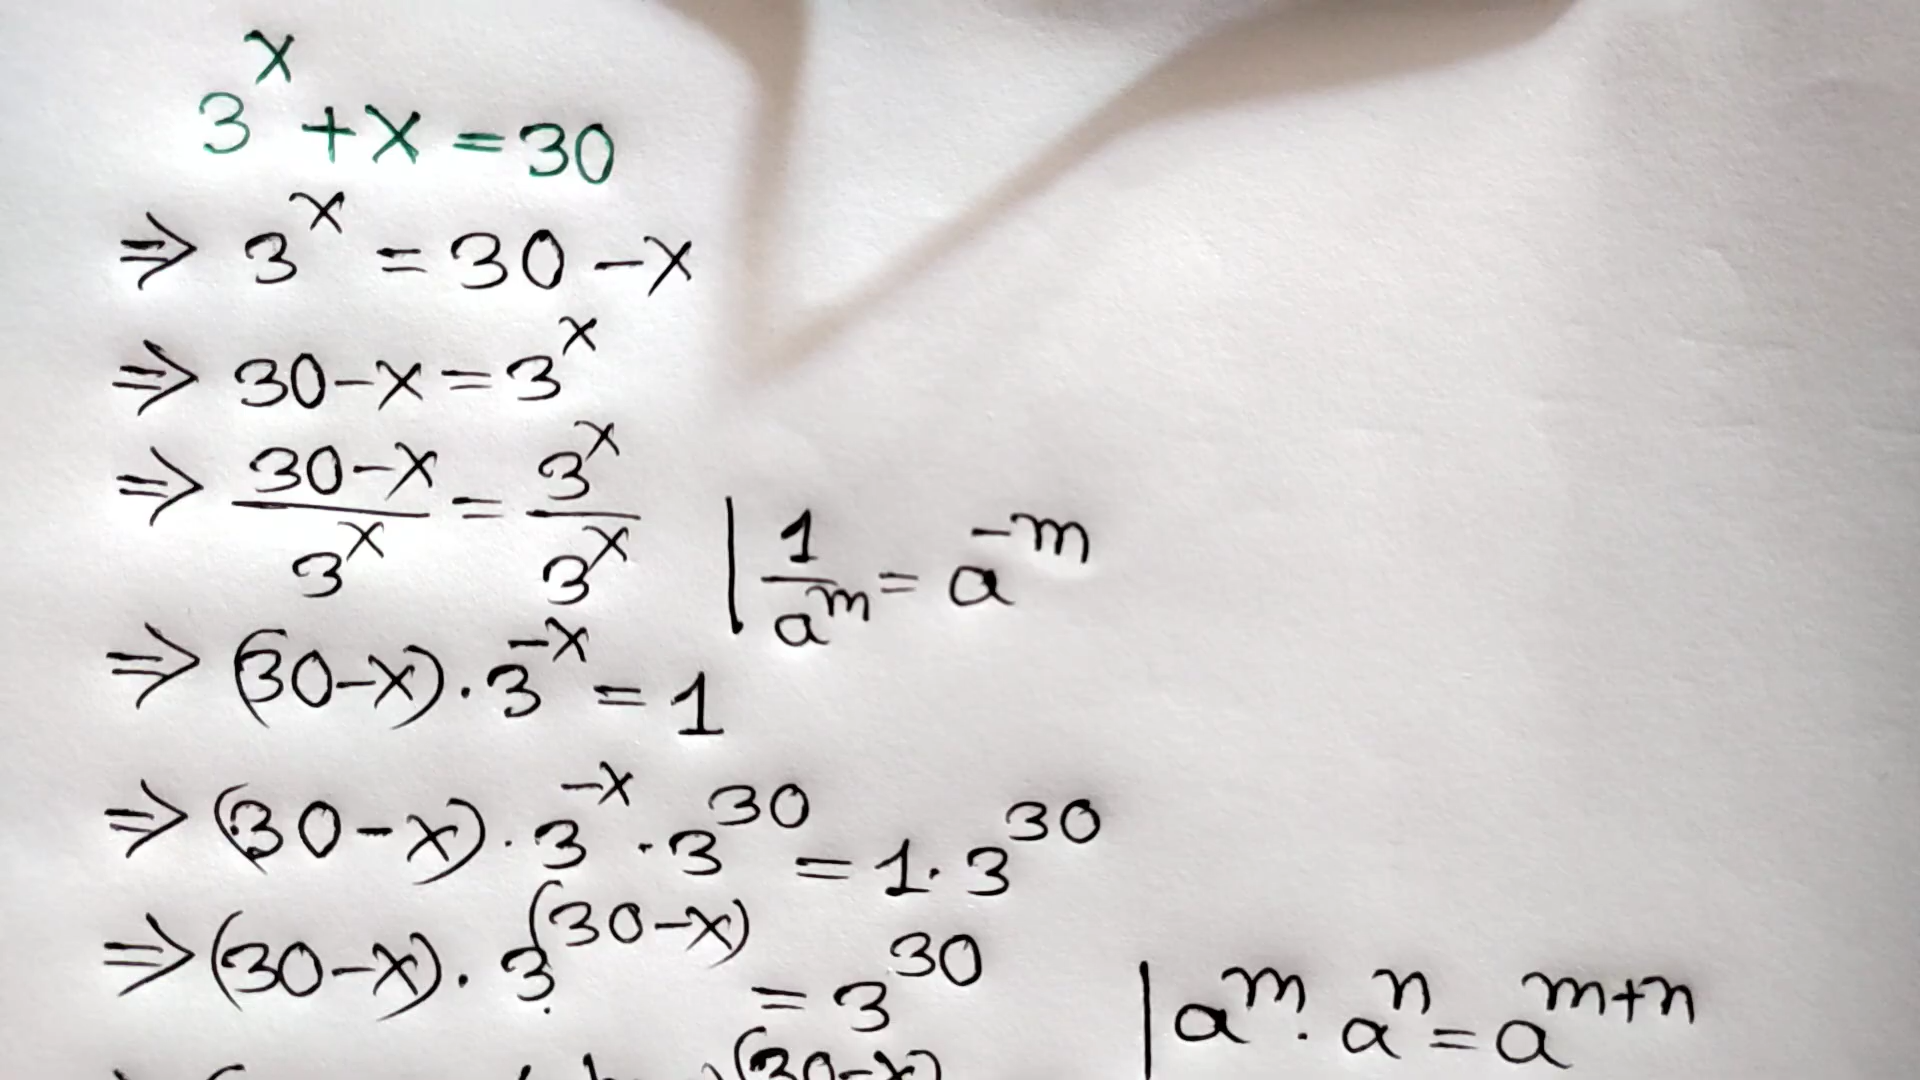 3^x + x = 30
⇒ 3^x = 30 - x
⇒ 30 - x = 3^x
⇒ (30-x)/3^x = 3^x/3^x | 1/a^m = a^-m
⇒ (30-x) . 3^-x = 1
⇒ (30-x) . 3^-x . 3^30 = 1 . 3^30
⇒ (30-x) . 3^(30-x) = 3^30 | a^m . a^n = a^m+n
(30-x)